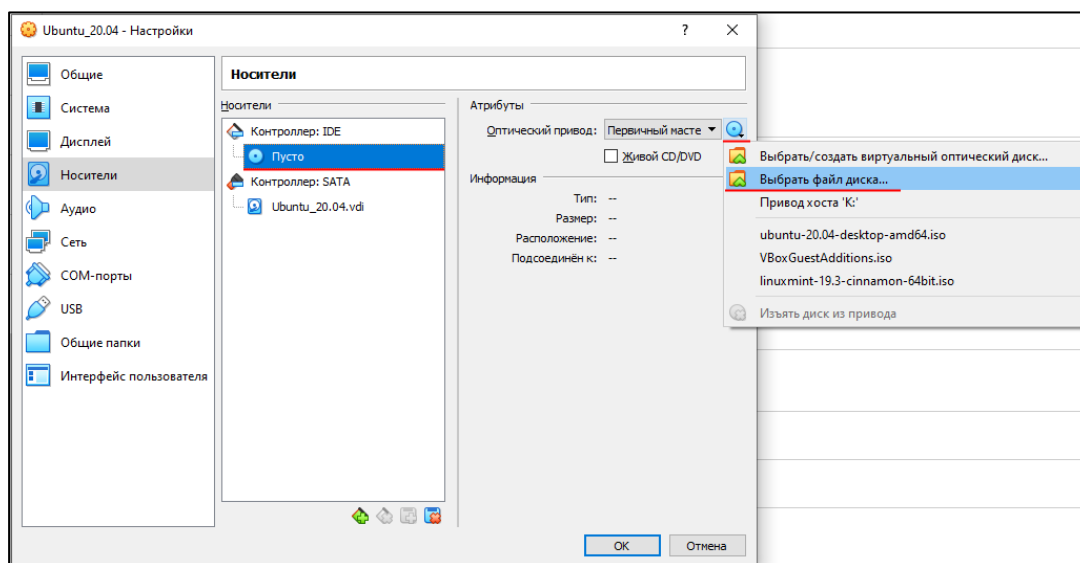 Ubuntu_20.04 - Настройки
?
Общие
Система
Дисплей
Носители
Аудио
Сеть
COM-порты
USB
Общие папки
Интерфейс пользователя
Носители
Носители
Контроллер: IDE
Пусто
Контроллер: SATA
Ubuntu_20.04.vdi
Атрибуты
Оптический привод: Первичный масте
Живой CD/DVD
Информация
Тип: --
Размер: --
Расположение: --
Подсоединён к: --
Выбрать/создать виртуальный оптический диск...
Выбрать файл диска...
Привод хоста 'K:'
ubuntu-20.04-desktop-amd64.iso
VBoxGuestAdditions.iso
linuxmint-19.3-cinnamon-64bit.iso
Изъять диск из привода
OK
Отмена